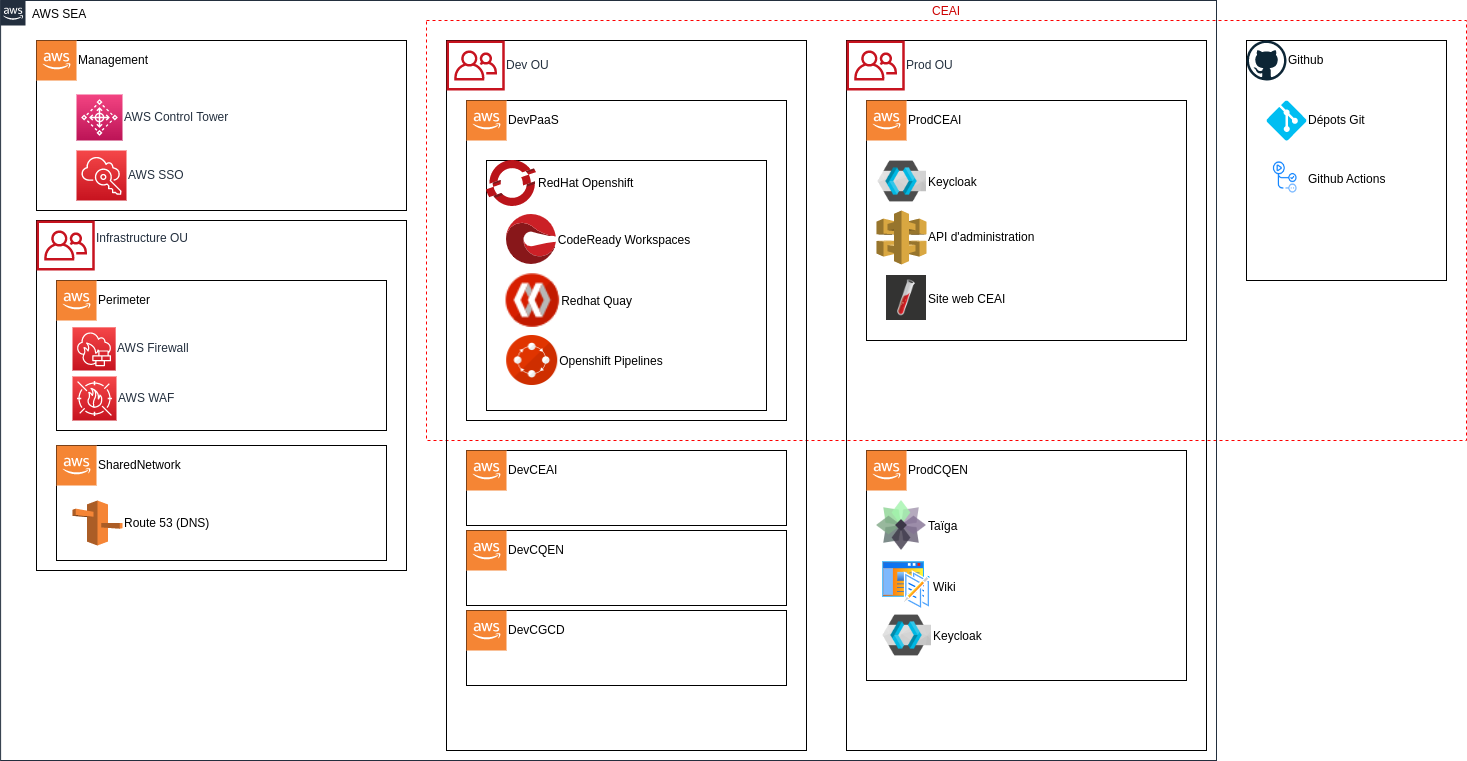 aws AWS SEA
CEAI
aws Management
AWS Control Tower
AWS SSO
Infrastructure OU
aws Perimeter
AWS Firewall
AWS WAF
aws SharedNetwork
Route 53 (DNS)
Dev OU
aws DevPaaS
RedHat Openshift
CodeReady Workspaces
Redhat Quay
Openshift Pipelines
aws DevCEAI
aws DevCQEN
aws DevCGCD
Prod OU
aws ProdCEAI
Keycloak
API d'administration
Site web CEAI
aws ProdCQEN
Taïga
Wiki
Keycloak
Github
Dépots Git
Github Actions